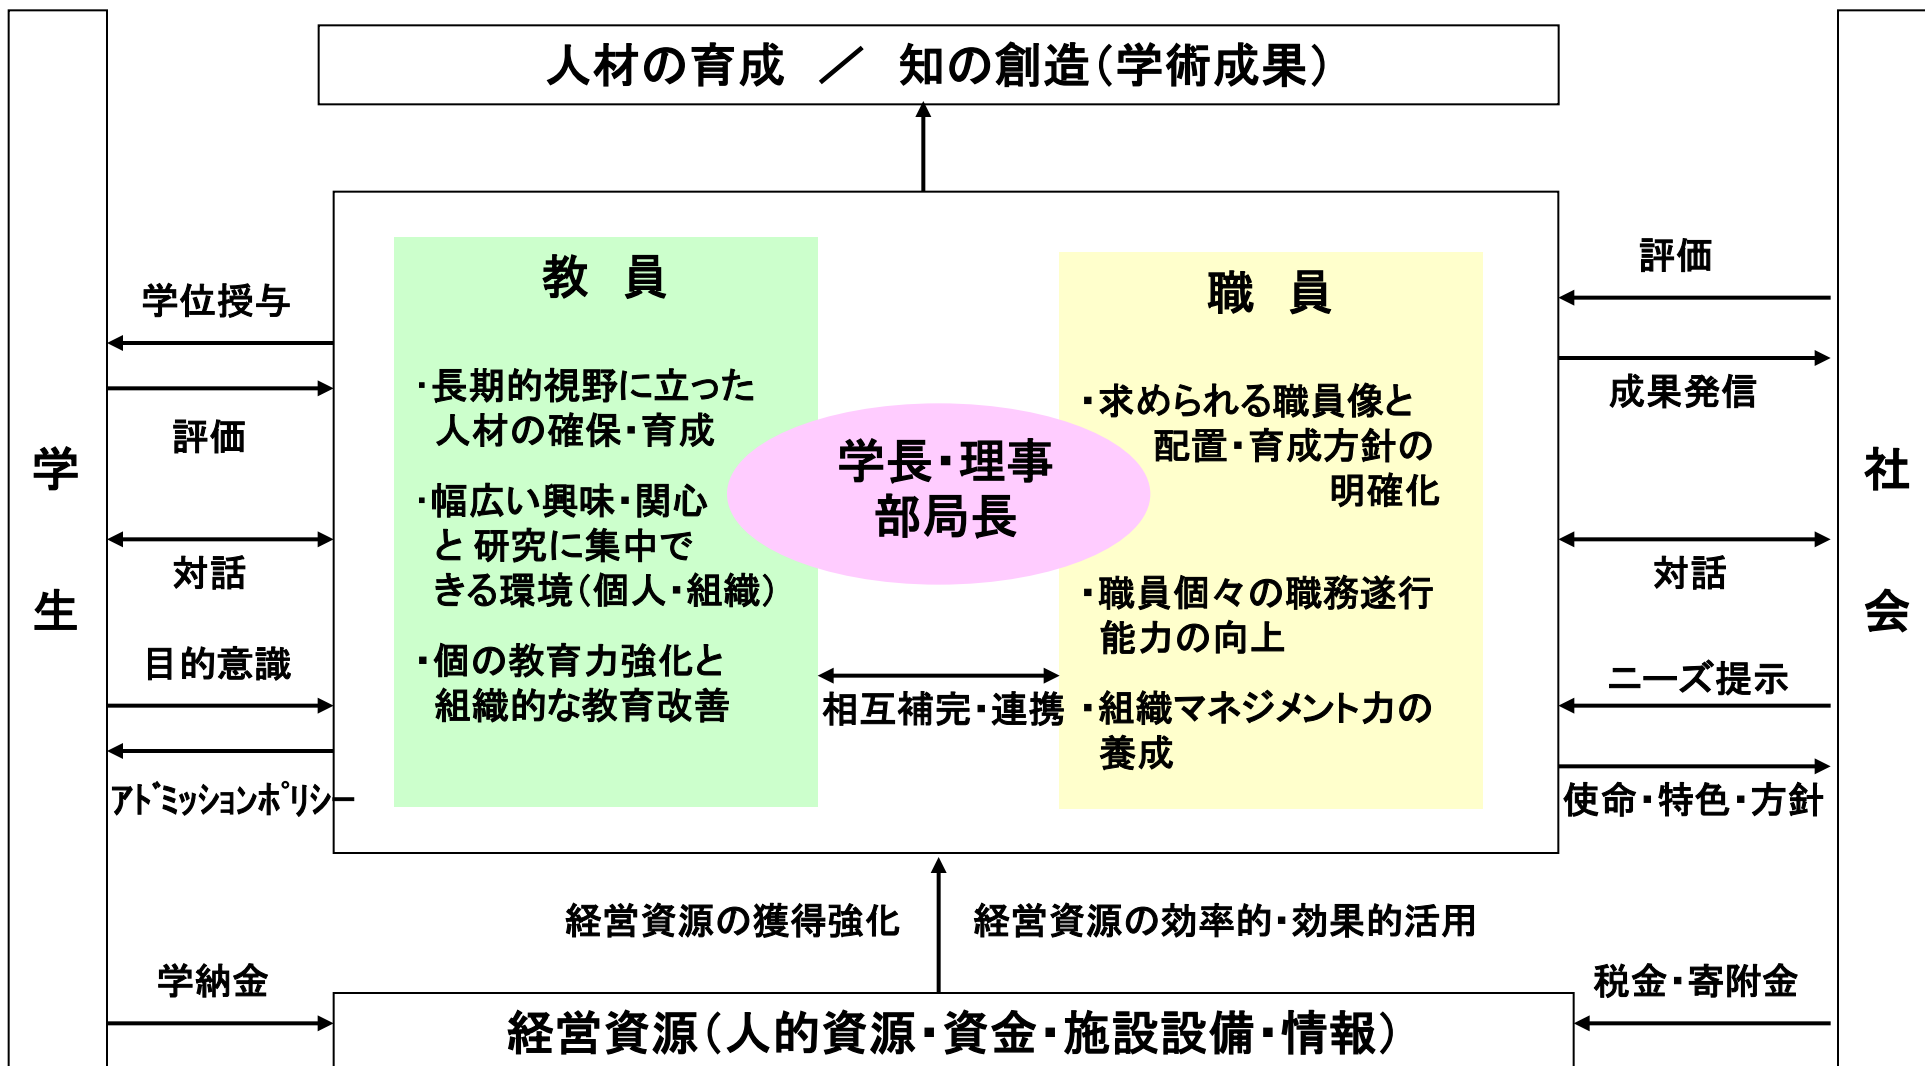 人材の育成　／　知の創造（学術成果）
学
生
学位授与
評価
対話
目的意識
ｱﾄﾞﾐｯｼｮﾝﾎﾟﾘｼｰ
学納金
教　員
・長期的視野に立った
人材の確保・育成
・幅広い興味・関心
と 研究に集中で
きる環境（個人・組織）
・個の教育力強化と
組織的な教育改善
学長・理事
部局長
相互補完・連携
職　員
・求められる職員像と
配置・育成方針の
明確化
・職員個々の職務遂行
能力の向上
・組織マネジメント力の
養成
評価
成果発信
対話
ニーズ提示
使命・特色・方針
税金・寄附金
社
会
経営資源の獲得強化
経営資源の効率的・効果的活用
経営資源（人的資源・資金・施設設備・情報）